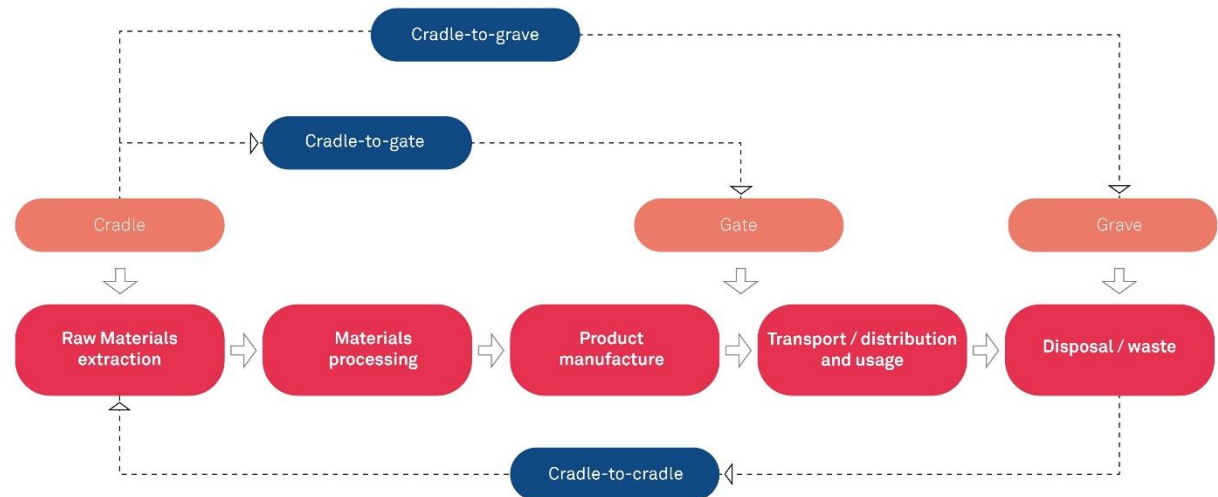 Cradle-to-grave
Cradle-to-gate
Cradle
Gate
Grave
Raw Materials
extraction
Materials
processing
Product
manufacture
Transport / distribution
and usage
Disposal / waste
Cradle-to-cradle